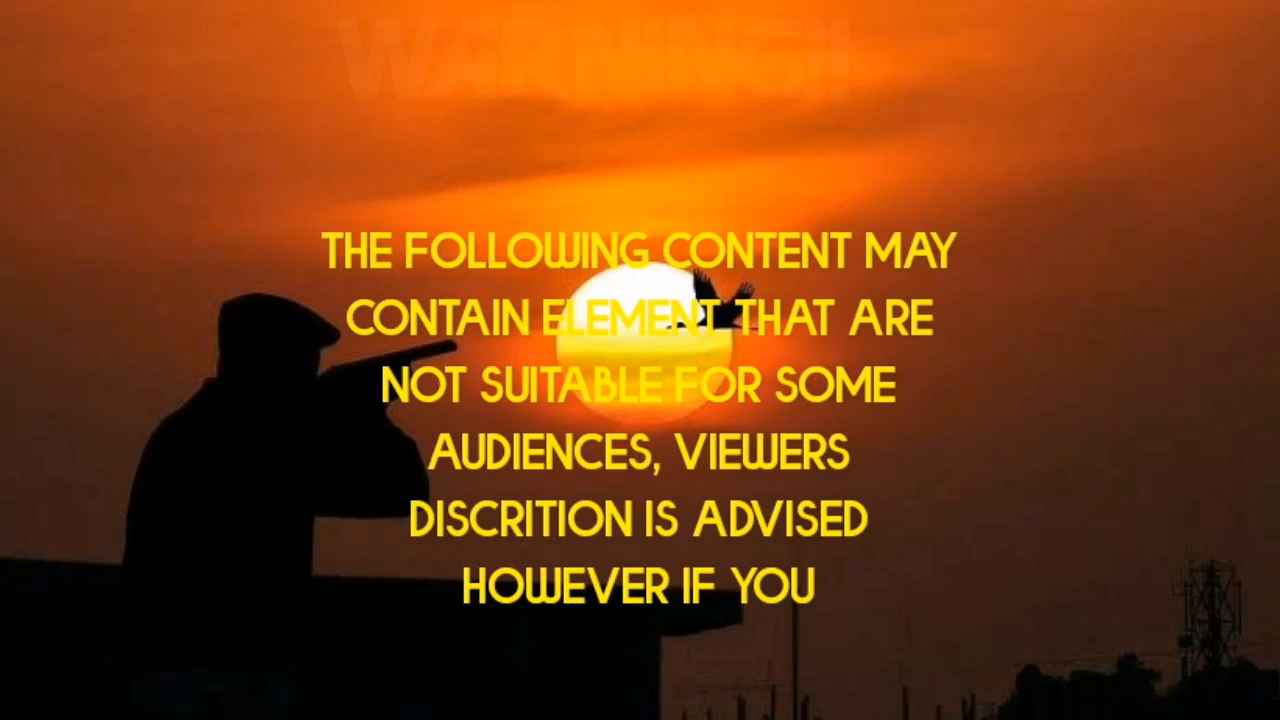 WARNING!!
THE FOLLOWING CONTENT MAY
CONTAIN ELEMENT THAT ARE
NOT SUITABLE FOR SOME
AUDIENCES, VIEWERS
DISCRITION IS ADVISED
HOWEVER IF YOU